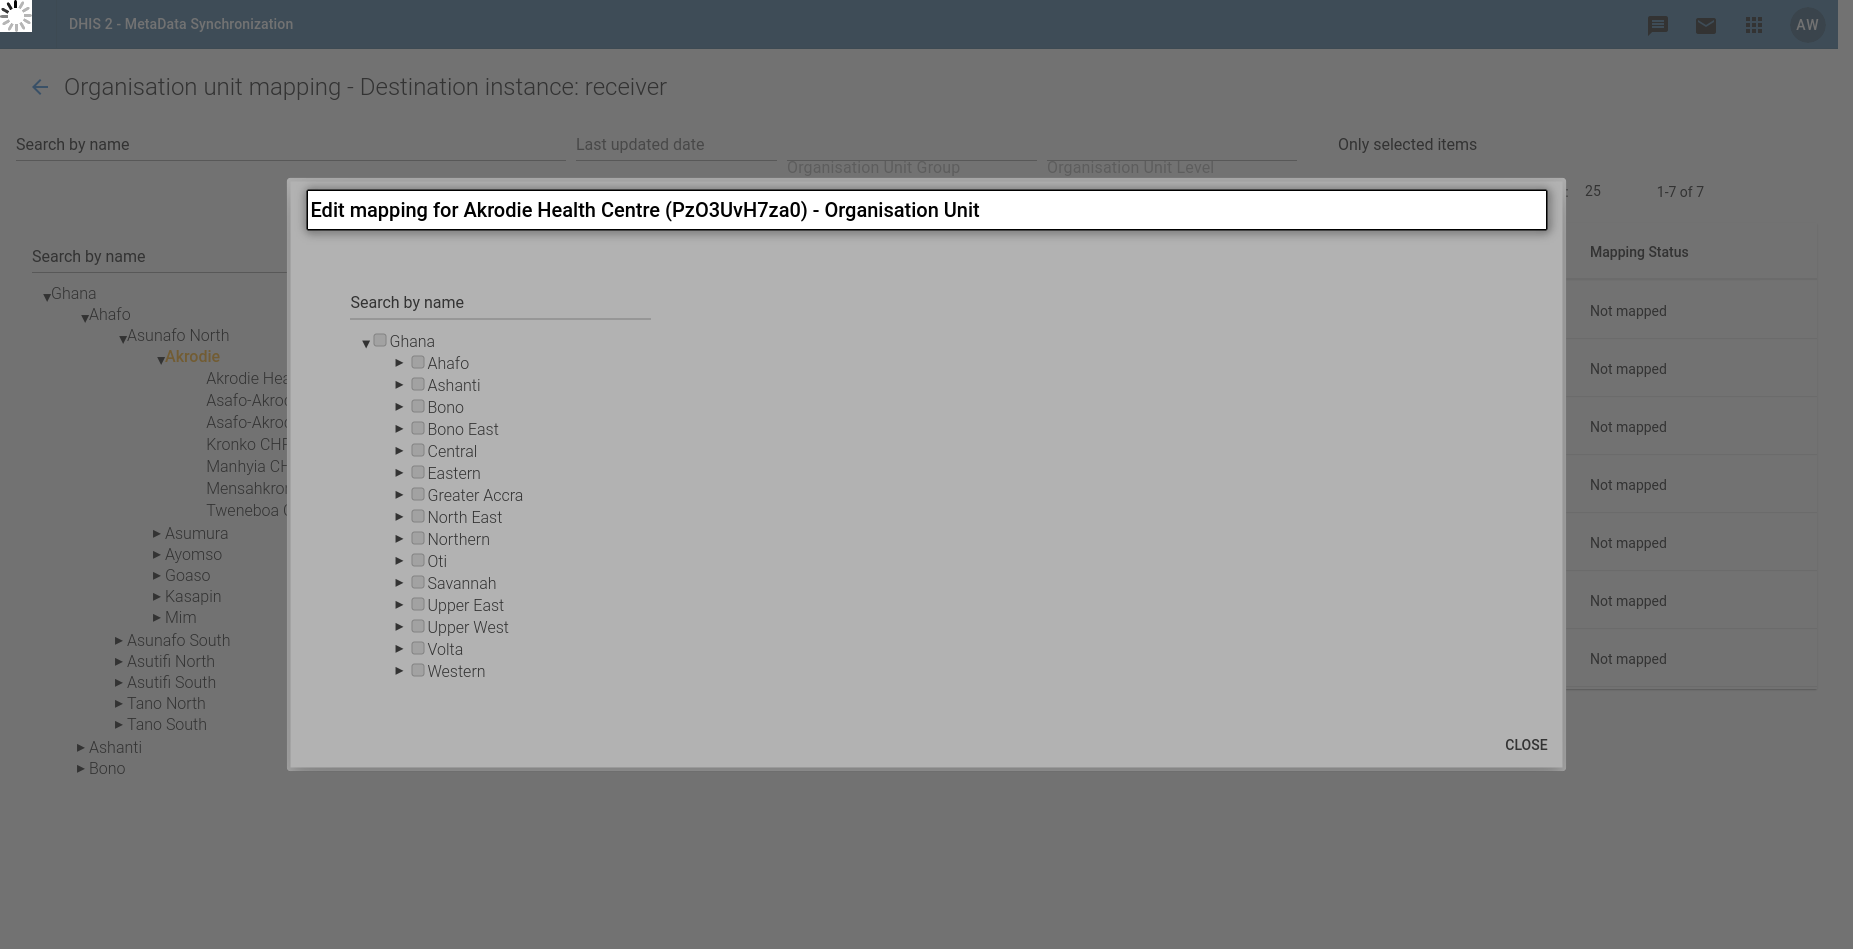 DHIS 2 - MetaData Synchronization
AW
Organisation unit mapping - Destination instance: receiver
Search by name
Last updated date
Organisation Unit Group
Organisation Unit Level
Only selected items
25
1-7 of 7
Search by name
Mapping Status
Ghana
Ahafo
Asunafo North
Akrodie
Akrodie
Asafo-Akro
Asafo-Akro
Kronko
Manhyia
Mensahkro
Tweneboa
Asumura
Ayomso
Goaso
Kasapin
Mim
Asunafo South
Asutifi North
Asutifi South
Tano North
Tano South
Ashanti
Bono
Edit mapping for Akrodie Health Centre (PzO3UvH7za0) - Organisation Unit
Search by name
Ghana
Ahafo
Ashanti
Bono
Bono East
Central
Eastern
Greater Accra
North East
Northern
Oti
Savannah
Upper East
Upper West
Volta
Western
CLOSE
Not mapped
Not mapped
Not mapped
Not mapped
Not mapped
Not mapped
Not mapped